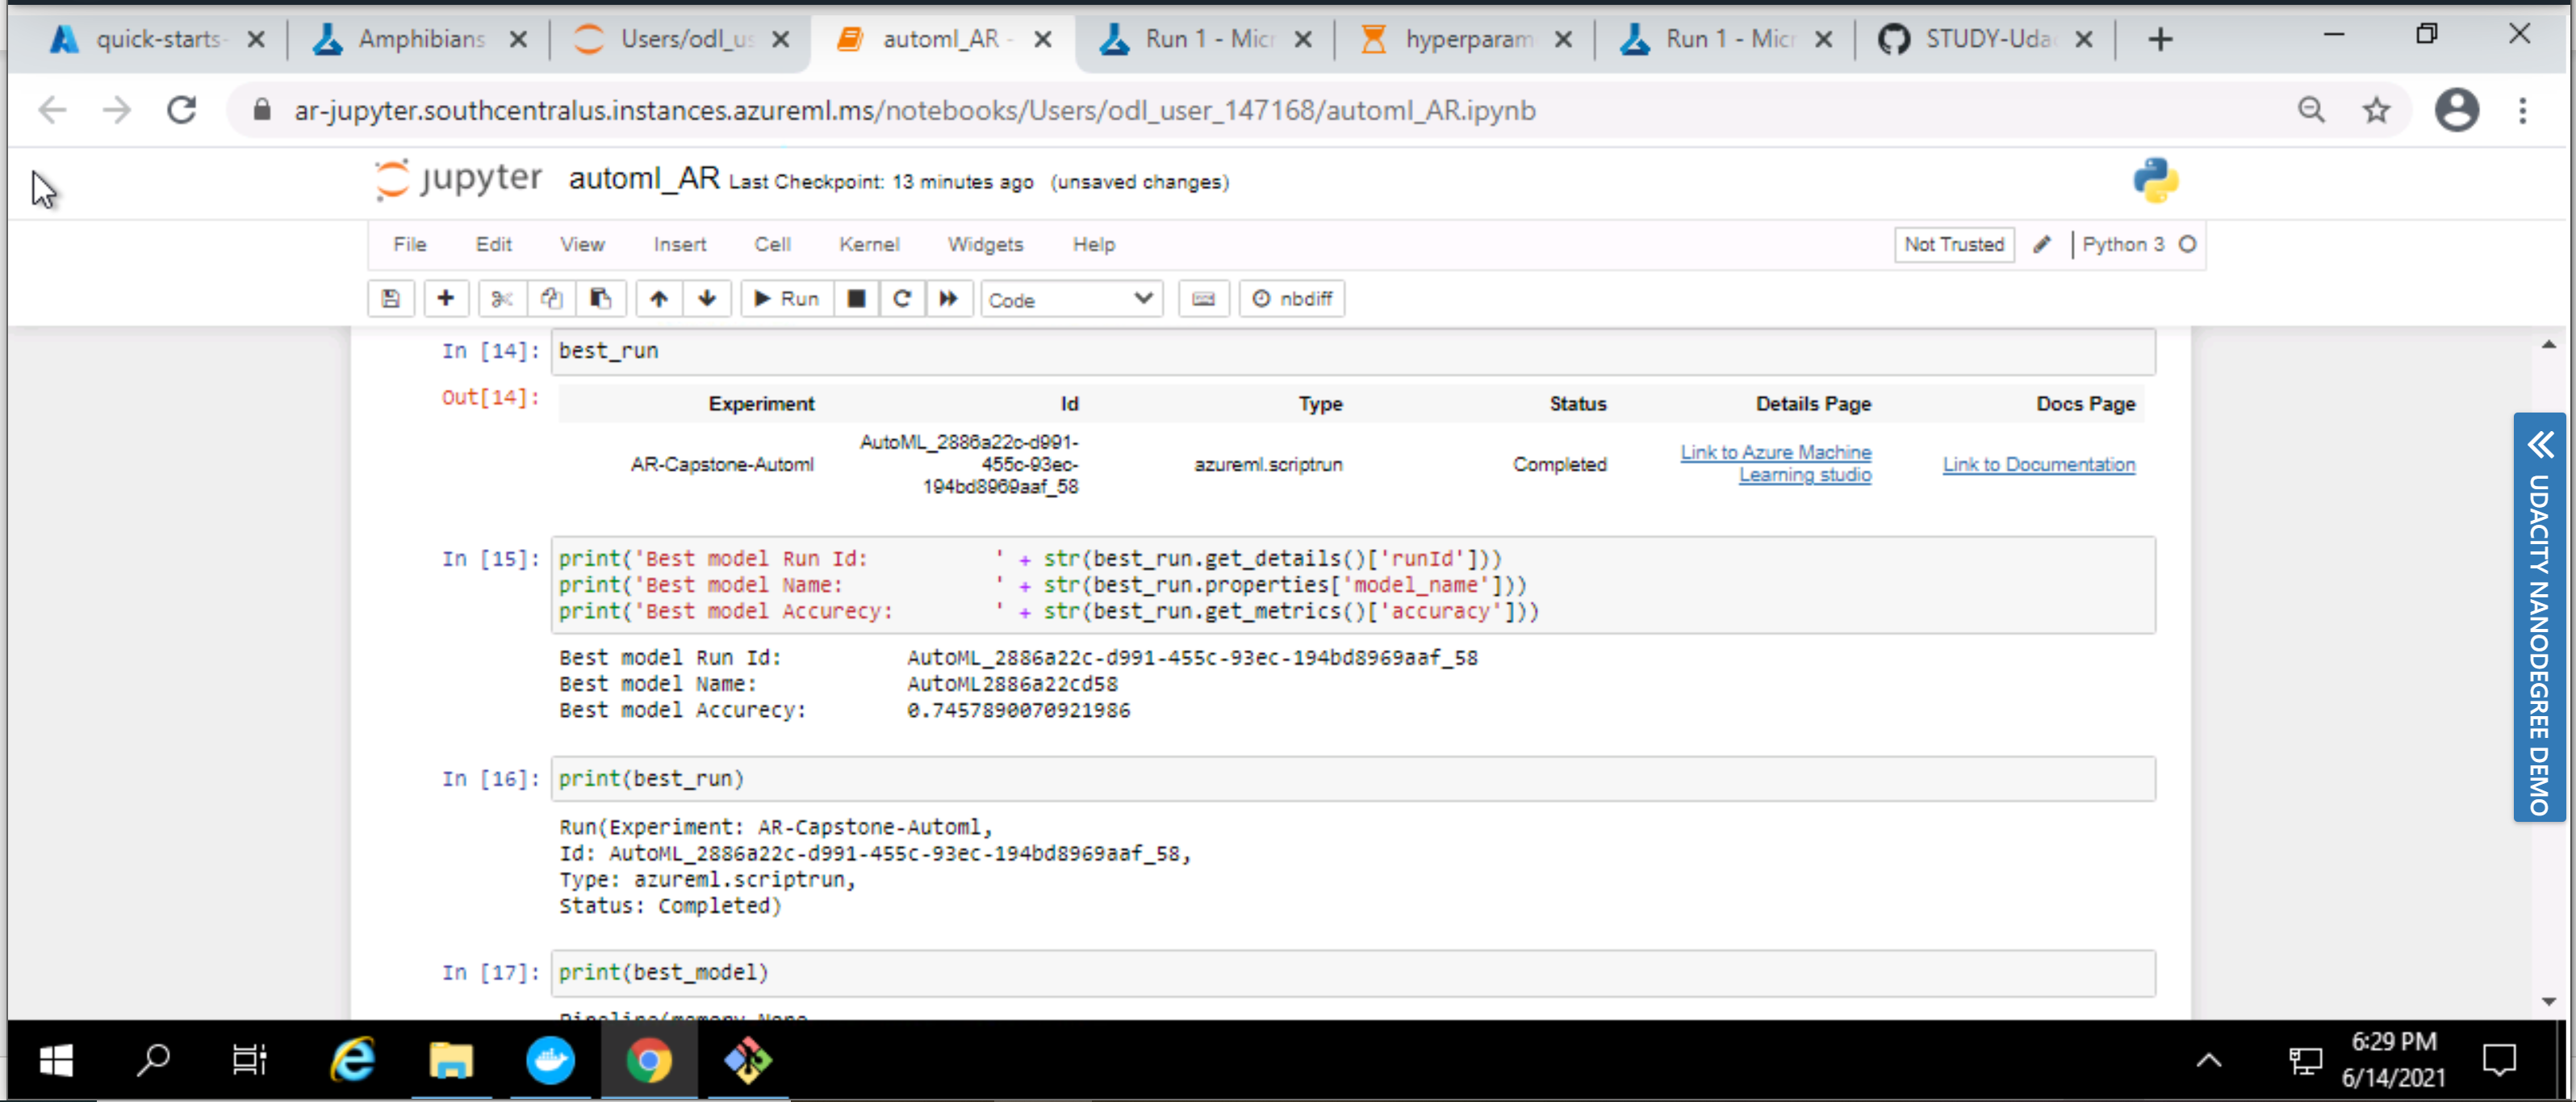 quick-starts-
Amphibians
Users/odl_us
automl_AR -
Run 1 - Micr
hyperparam
Run 1 - Micr
STUDY-Udac
ar-jupyter.southcentralus.instances.azureml.ms/notebooks/Users/odl_user_147168/automl_AR.ipynb
jupyter automl_AR Last Checkpoint: 13 minutes ago (unsaved changes)
File Edit View Insert Cell Kernel Widgets Help Not Trusted Python 3
Run Code nbdiff
In [14]: best_run
Out[14]: Experiment Id Type Status Details Page Docs Page
AR-Capstone-Automl AutoML_2886a22c-d991-
455c-93ec-
194bd8969aaf_58 azureml.scriptrun Completed Link to Azure Machine
Learning studio Link to Documentation
In [15]: print('Best model Run Id:          ' + str(best_run.get_details()['runId']))
print('Best model Name:            ' + str(best_run.properties['model_name']))
print('Best model Accurecy:        ' + str(best_run.get_metrics()['accuracy']))
Best model Run Id:          AutoML_2886a22c-d991-455c-93ec-194bd8969aaf_58
Best model Name:            AutoML2886a22cd58
Best model Accurecy:        0.7457890070921986
In [16]: print(best_run)
Run(Experiment: AR-Capstone-Automl,
Id: AutoML_2886a22c-d991-455c-93ec-194bd8969aaf_58,
Type: azureml.scriptrun,
Status: Completed)
In [17]: print(best_model)
Pipeline(memory=None,
UDACITY NANODEGREE DEMO
6:29 PM
6/14/2021